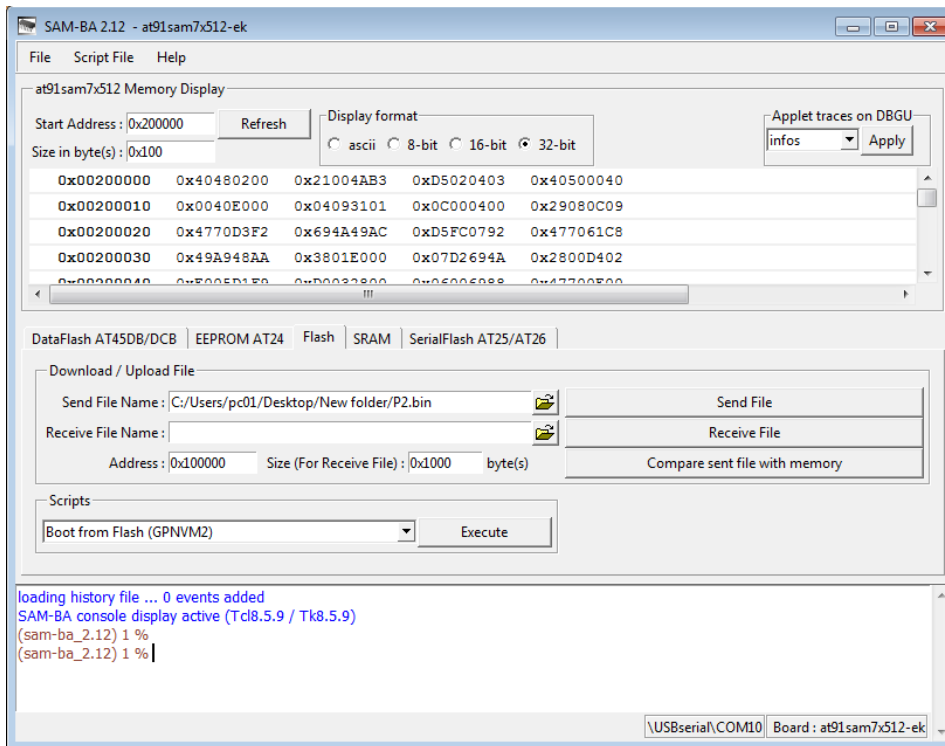 SAM-BA 2.12 - at91sam7x512-ek
File Script File Help
at91sam7x512 Memory Display
Start Address : 0x200000 Refresh
Size in byte(s) : 0x100
Display format
ascii 8-bit 16-bit 32-bit
Applet traces on DBGU
infos Apply
0x00200000 0x40480200 0x21004AB3 0xD5020403 0x40500040
0x00200010 0x0040E000 0x04093101 0x0C000400 0x29080C09
0x00200020 0x4770D3F2 0x694A49AC 0xD5FC0792 0x477061C8
0x00200030 0x49A948AA 0x3801E000 0x07D2694A 0x2800D402
DataFlash AT45DB/DCB EEPROM AT24 Flash SRAM SerialFlash AT25/AT26
Download / Upload File
Send File Name : C:/Users/pc01/Desktop/New folder/P2.bin Send File
Receive File Name : Receive File
Address : 0x100000 Size (For Receive File) : 0x1000 byte(s) Compare sent file with memory
Scripts
Boot from Flash (GPNVM2) Execute
loading history file ... 0 events added
SAM-BA console display active (Tcl8.5.9 / Tk8.5.9)
(sam-ba_2.12) 1 %
(sam-ba_2.12) 1 %
\USBserial\COM10 Board : at91sam7x512-ek